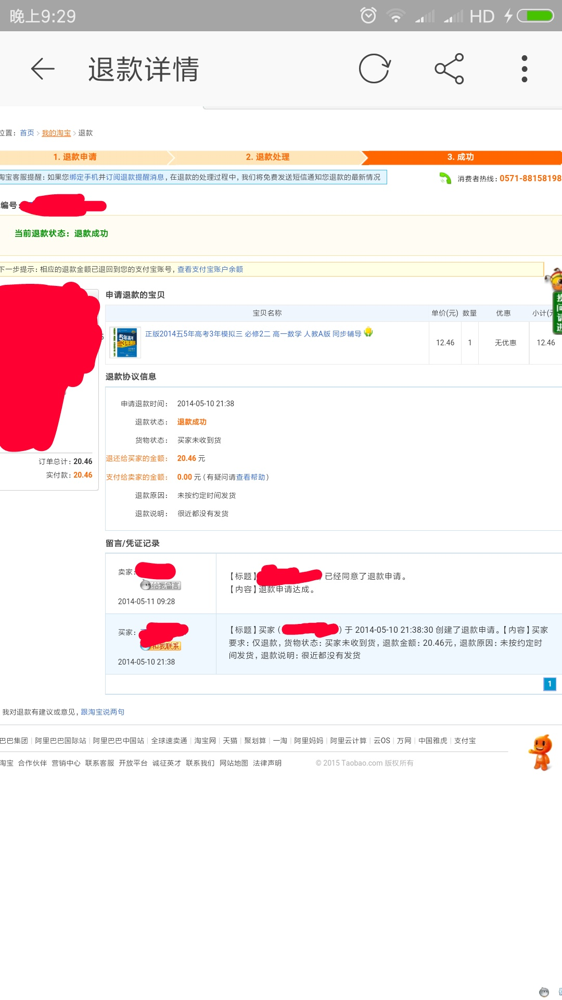 晚上9:29 HD
退款详情
位置：首页 > 我的淘宝 > 退款
1. 退款申请 2. 退款处理 3. 成功
淘宝客服提醒：如果您绑定手机并订阅退款提醒消息，在退款的处理过程中，我们将免费发送短信通知您退款的最新情况 消费者热线：0571-88158198
编号：
当前退款状态：退款成功
下一步提示：相应的退款金额已退回到您的支付宝账号，查看支付宝账户余额
申请退款的宝贝
宝贝名称 单价(元) 数量 优惠 小计(元
正版2014五5年高考3年模拟三 必修2二 高一数学 人教A版 同步辅导
5年高考
3年模拟
12.46 1 无优惠 12.46
提问请进
退款协议信息
申请退款时间： 2014-05-10 21:38
退款状态： 退款成功
货物状态： 买家未收到货
退还给买家的金额： 20.46 元
支付给卖家的金额： 0.00 元 ( 有疑问请查看帮助 )
退款原因： 未按约定时间发货
退款说明： 很近都没有发货
订单总计：20.46
实付款：20.46
留言/凭证记录
卖家：
给我留言
2014-05-11 09:28
【标题】 已经同意了退款申请。
【内容】退款申请达成。
买家：
和我联系
2014-05-10 21:38
【标题】买家（ ）于 2014-05-10 21:38:30 创建了退款申请。【内容】买家
要求：仅退款，货物状态：买家未收到货，退款金额：20.46元，退款原因：未按约定时
间发货，退款说明：很近都没有发货
1
我对退款有建议或意见，跟淘宝说两句
巴巴集团 | 阿里巴巴国际站 | 阿里巴巴中国站 | 全球速卖通 | 淘宝网 | 天猫 | 聚划算 | 一淘 | 阿里妈妈 | 阿里云计算 | 云OS | 万网 | 中国雅虎 | 支付宝
淘宝 合作伙伴 营销中心 联系客服 开放平台 诚征英才 联系我们 网站地图 法律声明 © 2015 Taobao.com 版权所有